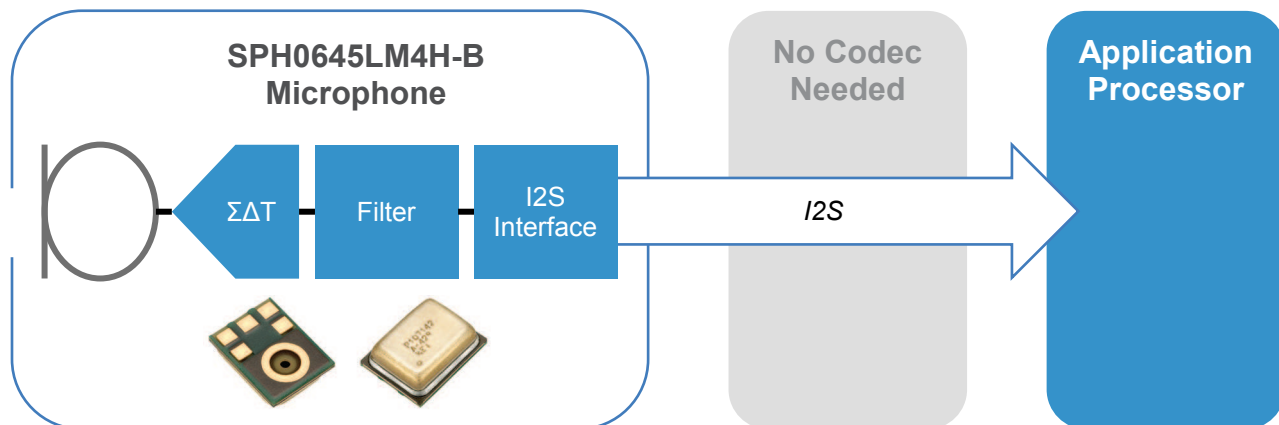 SPH0645LM4H-B
Microphone
No Codec
Needed
Application
Processor
ΣΔT
Filter
I2S
Interface
I2S